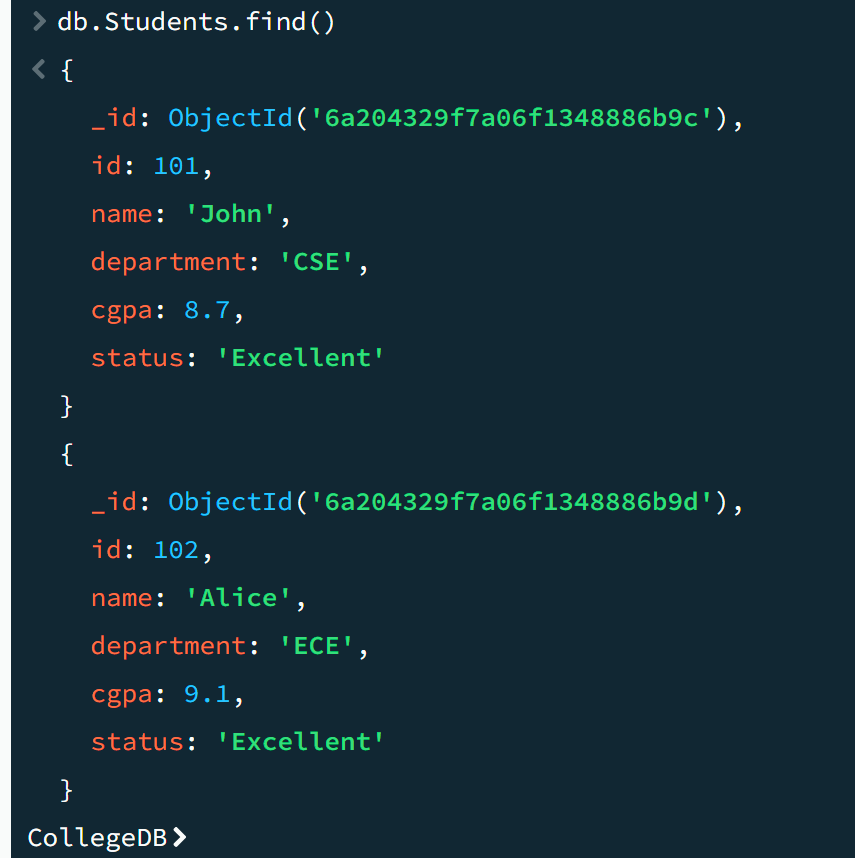 > db.Students.find()
< {
_id: ObjectId('6a204329f7a06f1348886b9c'),
id: 101,
name: 'John',
department: 'CSE',
cgpa: 8.7,
status: 'Excellent'
}
{
_id: ObjectId('6a204329f7a06f1348886b9d'),
id: 102,
name: 'Alice',
department: 'ECE',
cgpa: 9.1,
status: 'Excellent'
}
CollegeDB>